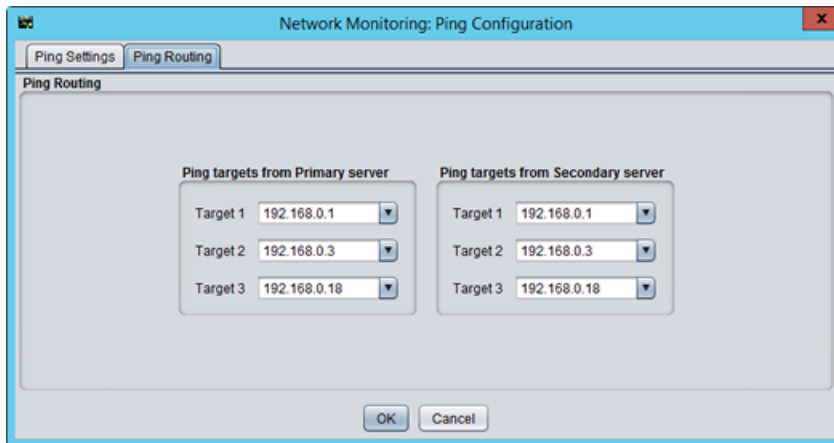 Network Monitoring: Ping Configuration
x
Ping Settings Ping Routing
Ping Routing
Ping targets from Primary server Ping targets from Secondary server
Target 1 192.168.0.1 Target 1 192.168.0.1
Target 2 192.168.0.3 Target 2 192.168.0.3
Target 3 192.168.0.18 Target 3 192.168.0.18
OK Cancel